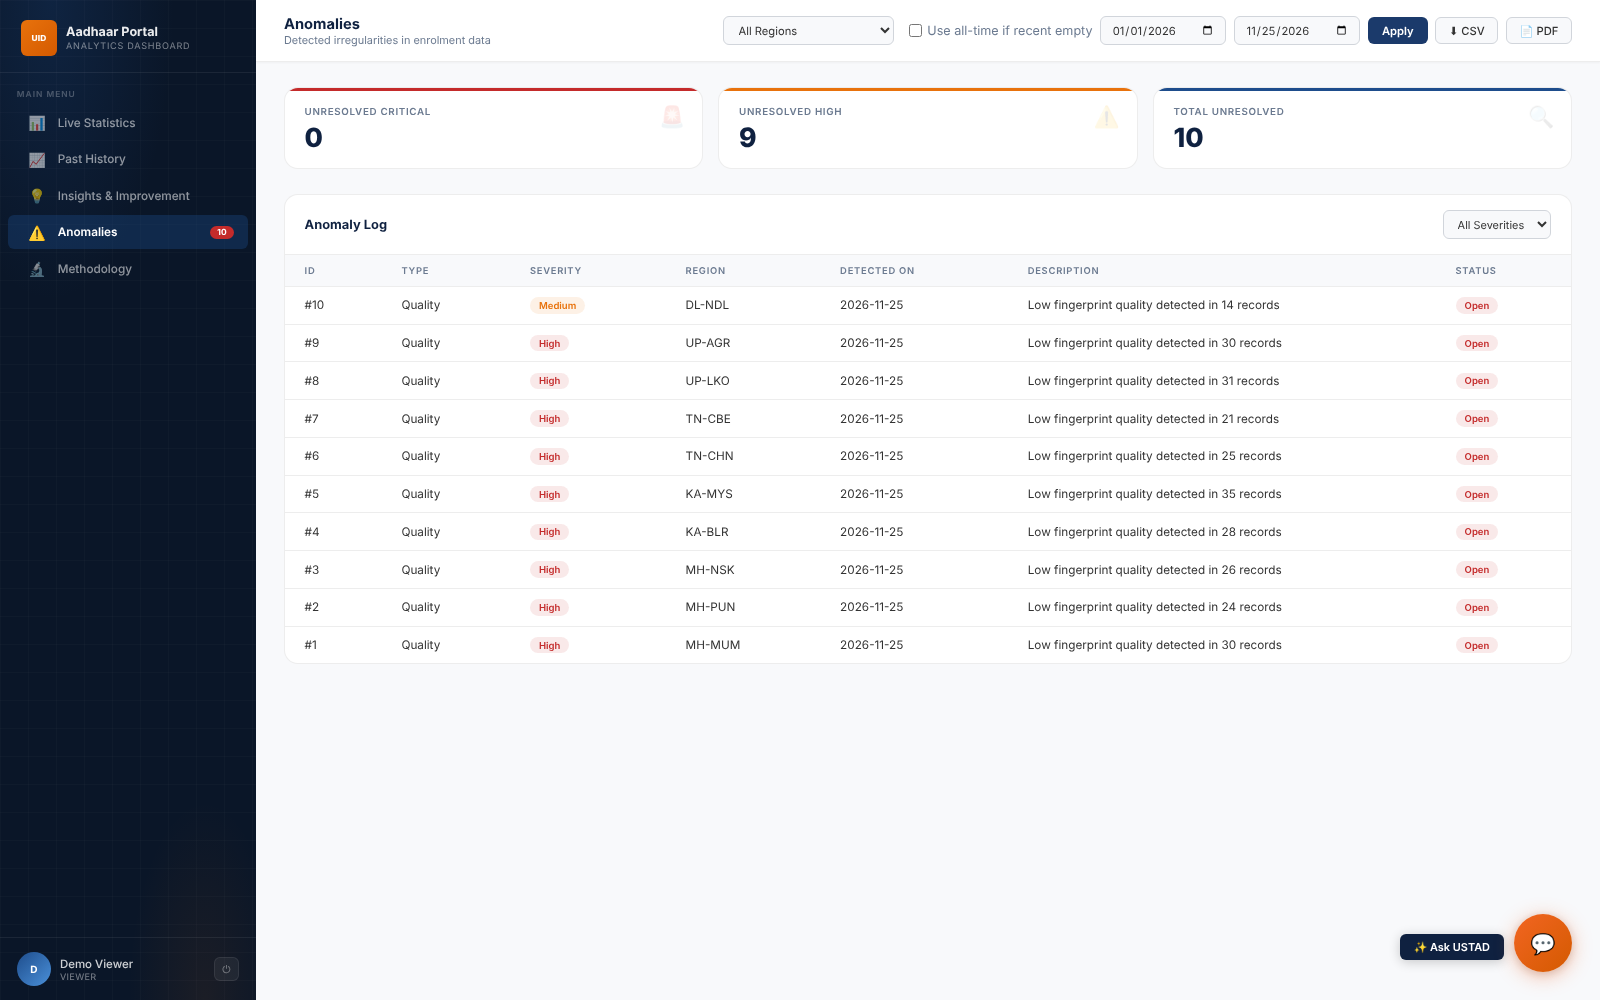 UID
Aadhaar Portal
ANALYTICS DASHBOARD
MAIN MENU
Live Statistics
Past History
Insights & Improvement
Anomalies 10
Methodology
D
Demo Viewer
VIEWER
Anomalies
Detected irregularities in enrolment data
All Regions
Use all-time if recent empty
01/01/2026
11/25/2026
Apply
⬇ CSV
📄 PDF
UNRESOLVED CRITICAL
0
UNRESOLVED HIGH
9
TOTAL UNRESOLVED
10
Anomaly Log
All Severities
ID TYPE SEVERITY REGION DETECTED ON DESCRIPTION STATUS
#10 Quality Medium DL-NDL 2026-11-25 Low fingerprint quality detected in 14 records Open
#9 Quality High UP-AGR 2026-11-25 Low fingerprint quality detected in 30 records Open
#8 Quality High UP-LKO 2026-11-25 Low fingerprint quality detected in 31 records Open
#7 Quality High TN-CBE 2026-11-25 Low fingerprint quality detected in 21 records Open
#6 Quality High TN-CHN 2026-11-25 Low fingerprint quality detected in 25 records Open
#5 Quality High KA-MYS 2026-11-25 Low fingerprint quality detected in 35 records Open
#4 Quality High KA-BLR 2026-11-25 Low fingerprint quality detected in 28 records Open
#3 Quality High MH-NSK 2026-11-25 Low fingerprint quality detected in 26 records Open
#2 Quality High MH-PUN 2026-11-25 Low fingerprint quality detected in 24 records Open
#1 Quality High MH-MUM 2026-11-25 Low fingerprint quality detected in 30 records Open
✨ Ask USTAD